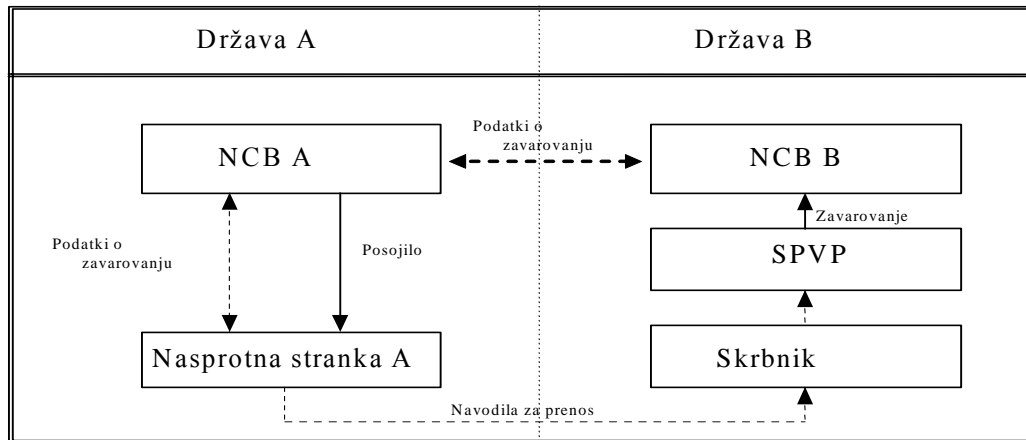 Država A
Država B
Podatki o
zavarovanju
NCB A
NCB B
Zavarovanje
Podatki o
zavarovanju
Posojilo
SPVP
Nasprotna stranka A
Skrbnik
Navodila za prenos